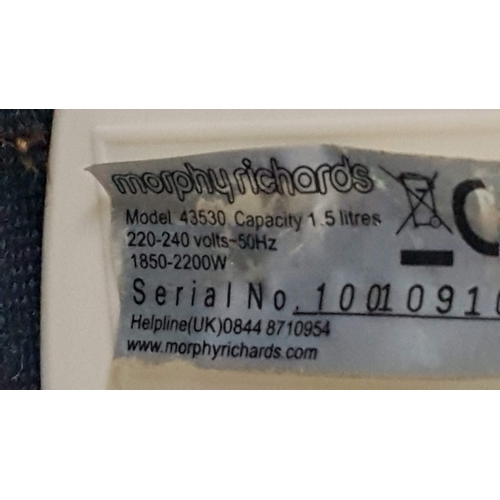 morphy richards
Model 43530 Capacity 1.5 litres
220-240 volts~50Hz
1850-2200W
Serial No. 10010910
Helpline(UK)0844 8710954
www.morphyrichards.com